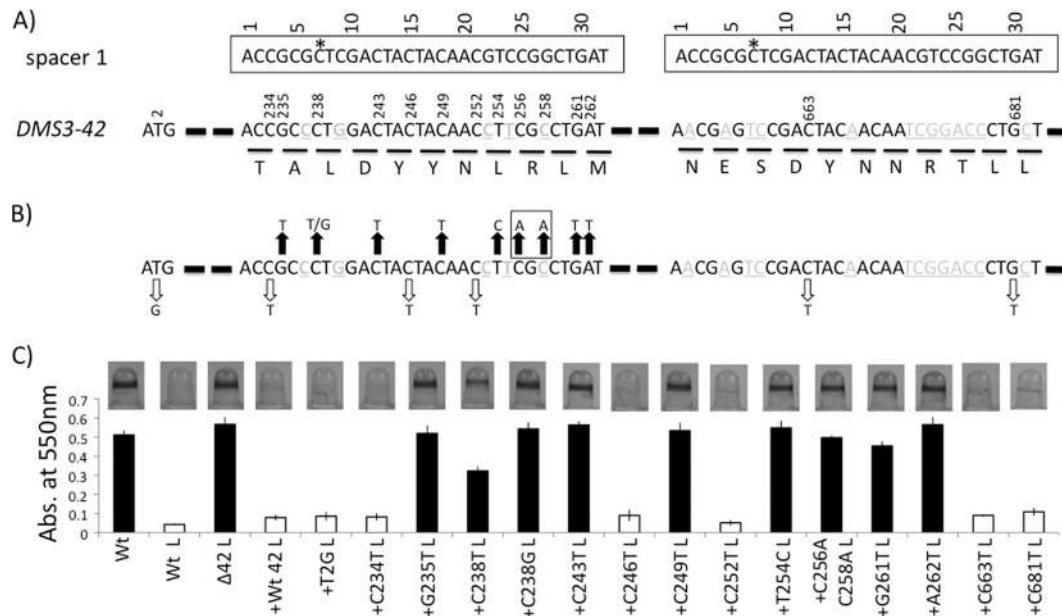 A)
1 5 10 15 20 25 30 1 5 10 15 20 25 30
* *
spacer 1 ACCGCGCTCGACTACTACAACGTCCGGCTGAT ACCGCGCTCGACTACTACAACGTCCGGCTGAT
2 234 235 238 243 246 249 252 254 256 258 261 262 663 681
DMS3-42 ATG ACCGCCCTGGACTACTACAACCTTCGCCTGAT AACGAGTCCGACTACAACAATCGGACCCTGCT
T A L D Y Y N L R L M N E S D Y N N R T L L
B)
T T/G T T C A A T T
ATG ACCGCCCTGGACTACTACAACCTTCGCCTGAT AACGAGTCCGACTACAACAATCGGACCCTGCT
G T T T T T
C)
Abs. at 550nm
0.7
0.6
0.5
0.4
0.3
0.2
0.1
0
Wt
Wt L
Δ42 L
+Wt 42 L
+T2G L
+C234T L
+G235T L
+C238T L
+C238G L
+C243T L
+C246T L
+C249T L
+C252T L
+T254C L
+C256A
C258A L
+G261T L
+A262T L
+C663T L
+C681T L